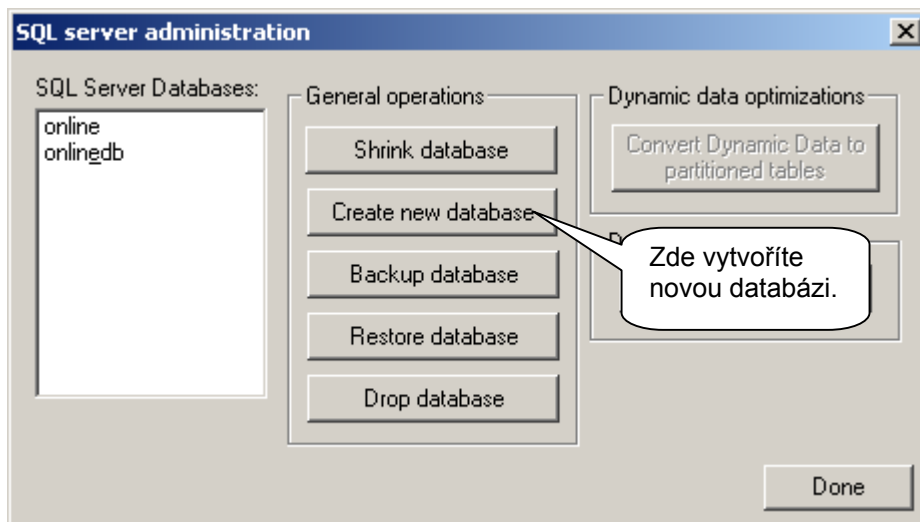 SQL server administration
SQL Server Databases:
online
onlinedb
General operations
Shrink database
Create new database
Backup database
Restore database
Drop database
Dynamic data optimizations
Convert Dynamic Data to
partitioned tables
Zde vytvoříte
novou databázi.
Done